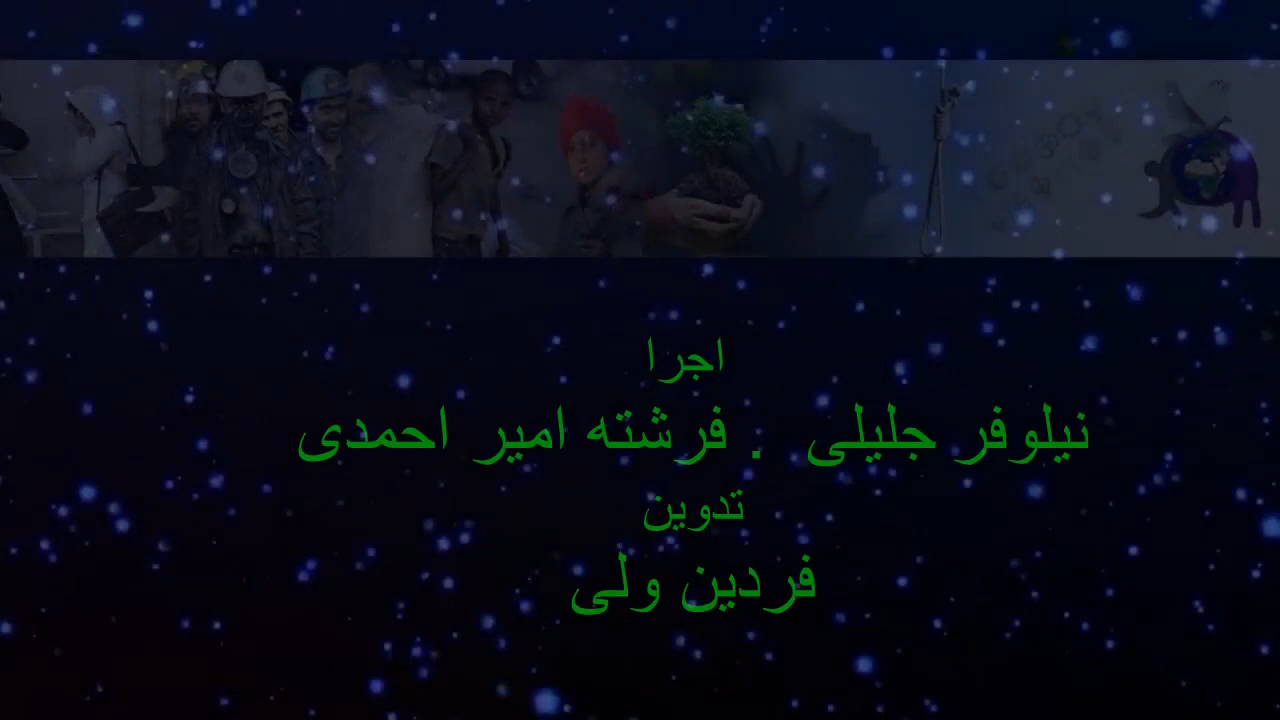 اجرا
نیلوفر جلیلی . فرشته امیر احمدی
تدوین
فردین ولی